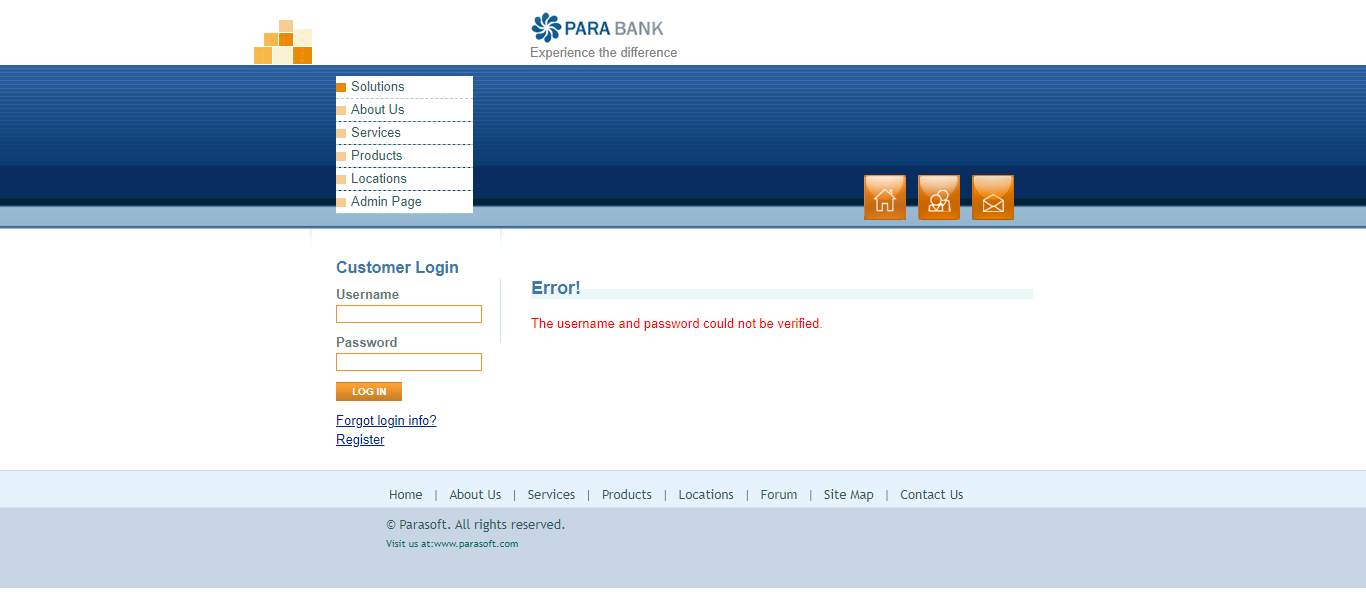 PARA BANK
Experience the difference
Solutions
About Us
Services
Products
Locations
Admin Page
Customer Login
Username
Password
LOG IN
Forgot login info?
Register
Error!
The username and password could not be verified.
Home | About Us | Services | Products | Locations | Forum | Site Map | Contact Us
© Parasoft. All rights reserved.
Visit us at:www.parasoft.com